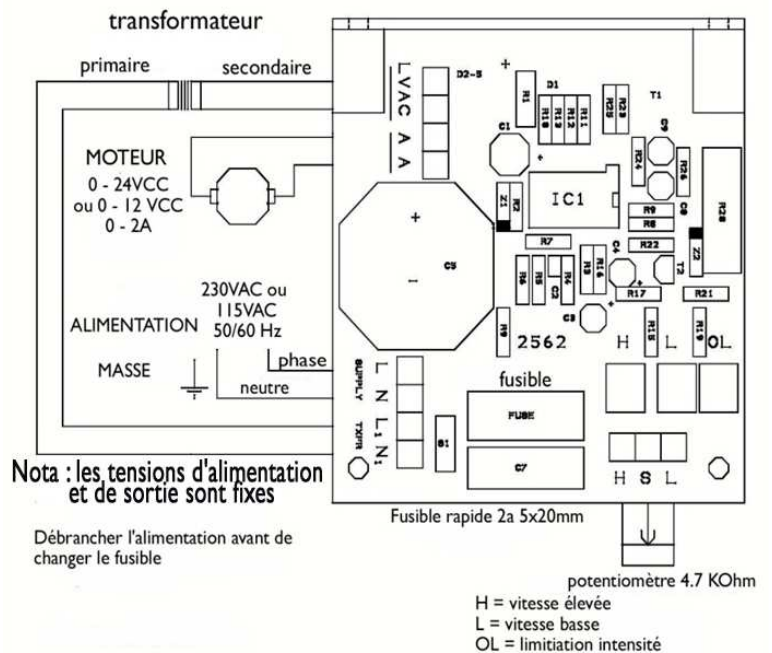 transformateur
primaire
secondaire
LVAC A A
D2-5
R1
D1
R10
R13
R12
R11
R25
R23
T1
C1
C9
R24
R26
C8
R28
MOTEUR
0 - 24VCC
ou 0 - 12 VCC
0 - 2A
Z1
R2
IC1
R9
R8
R7
R22
Z2
C5
R6
R5
C2
R4
R3
R16
C4
T2
R17
R21
C3
230VAC ou
115VAC
50/60 Hz
ALIMENTATION
MASSE
phase
neutre
SUPPLY
L N
TXFR
L1 N1
R9
2562
R15
R19
H L OL
fusible
FUSE
S1
C7
H S L
Nota : les tensions d'alimentation
et de sortie sont fixes
Fusible rapide 2a 5x20mm
Débrancher l'alimentation avant de
changer le fusible
potentiomètre 4.7 KOhm
H = vitesse élevée
L = vitesse basse
OL = limitiation intensité